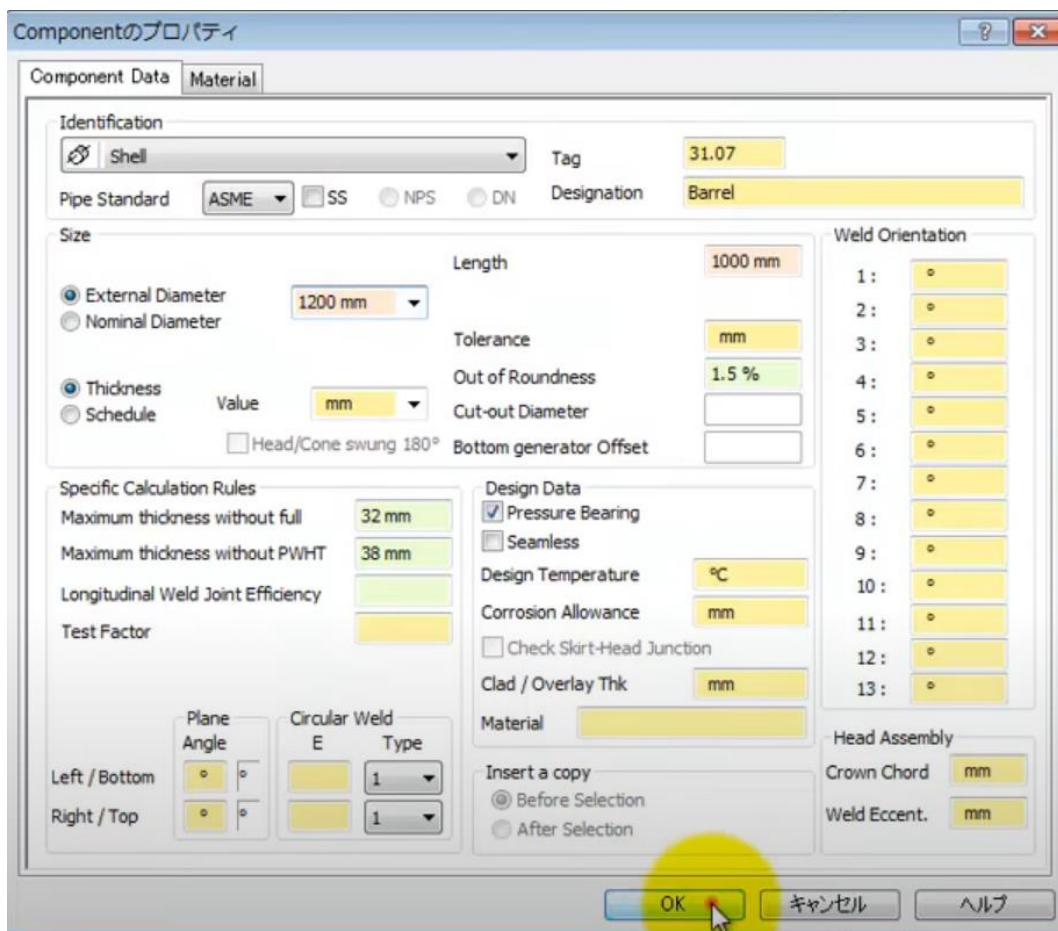 Componentのプロパティ
Component Data Material
Identification
Shell
Tag 31.07
Pipe Standard ASME SS NPS DN
Designation Barrel
Size
External Diameter 1200 mm
Nominal Diameter
Length 1000 mm
Tolerance mm
Thickness
Schedule
Value mm
Out of Roundness 1.5 %
Cut-out Diameter
Head/Cone swung 180°
Bottom generator Offset
Weld Orientation
1 : °
2 : °
3 : °
4 : °
5 : °
6 : °
7 : °
8 : °
9 : °
10 : °
11 : °
12 : °
13 : °
Specific Calculation Rules
Maximum thickness without full 32 mm
Maximum thickness without PWHT 38 mm
Longitudinal Weld Joint Efficiency
Test Factor
Plane
Angle
Circular Weld
E Type
Left / Bottom ° ° 1
Right / Top ° ° 1
Design Data
Pressure Bearing
Seamless
Design Temperature °C
Corrosion Allowance mm
Check Skirt-Head Junction
Clad / Overlay Thk mm
Material
Insert a copy
Before Selection
After Selection
Head Assembly
Crown Chord mm
Weld Eccent. mm
OK キャンセル ヘルプ